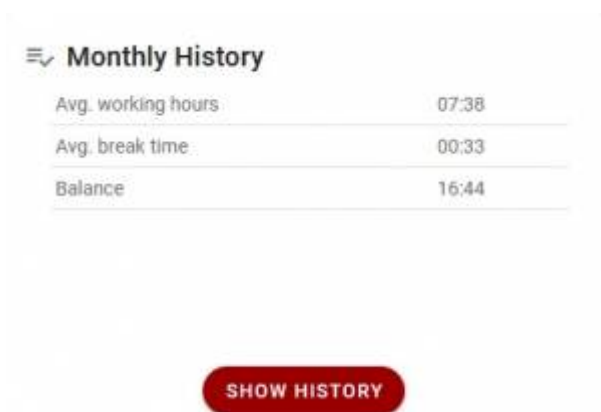 Monthly History
Avg. working hours 07:38
Avg. break time 00:33
Balance 16:44
SHOW HISTORY